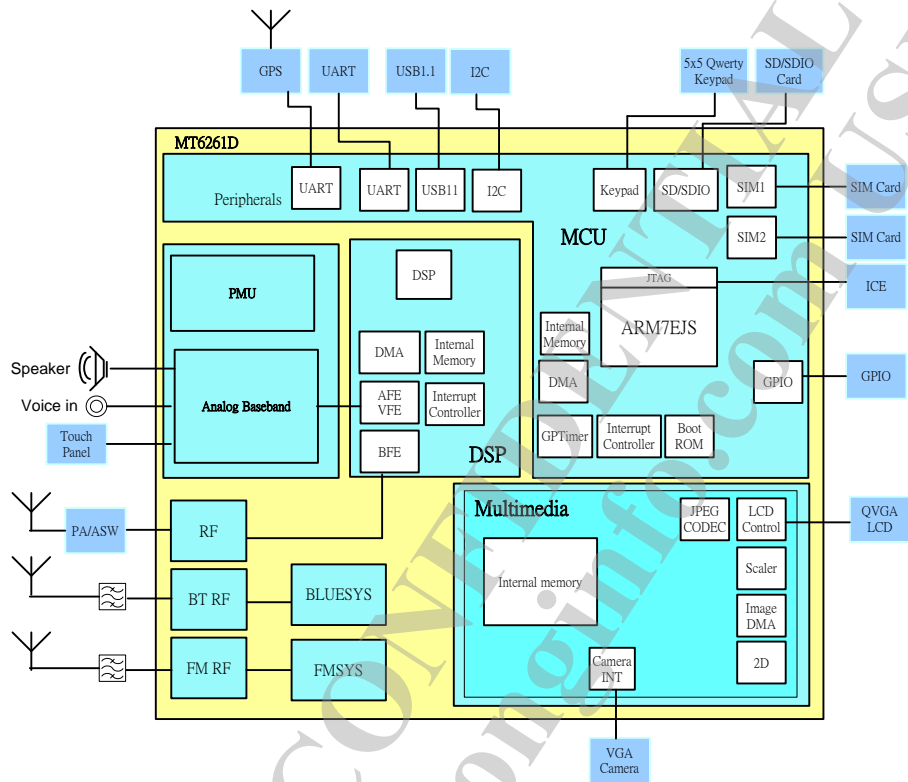 GPS
UART
USB1.1
I2C
5x5 Qwerty
Keypad
SD/SDIO
Card
MT6261D
Peripherals
UART
UART
USB11
I2C
Keypad
SD/SDIO
SIM1
SIM Card
MCU
SIM2
SIM Card
JTAG
ICE
ARM7EJS
PMU
DSP
Internal
Memory
DMA
Internal
Memory
DMA
GPIO
GPIO
Speaker
Analog Baseband
AFE
VFE
Interrupt
Controller
Voice in
GPTimer
Interrupt
Controller
Boot
ROM
Touch
Panel
BFE
DSP
Multimedia
JPEG
CODEC
LCD
Control
QVGA
LCD
PA/ASW
RF
Scaler
Internal memory
BT RF
BLUESYS
Image
DMA
FM RF
FMSYS
Camera
INT
2D
VGA
Camera
CONFIDENTIAL
onginfo.com US